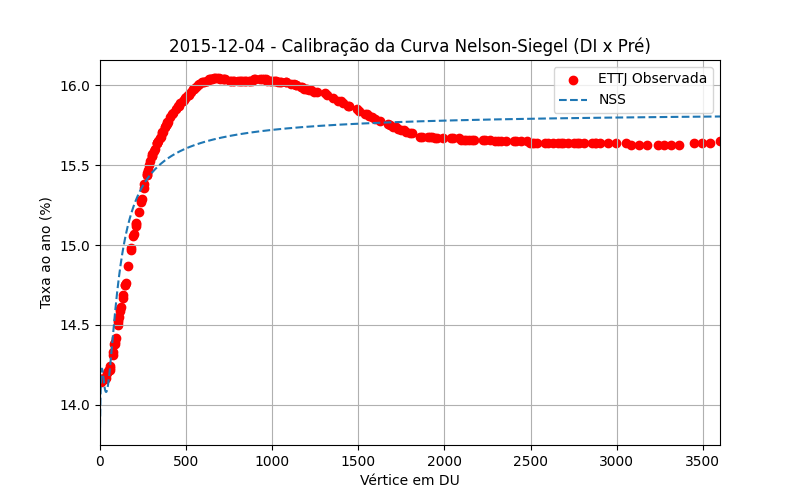 2015-12-04 - Calibração da Curva Nelson-Siegel (DI x Pré)
ETTJ Observada
NSS
Taxa ao ano (%)
16.0
15.5
15.0
14.5
14.0
0 500 1000 1500 2000 2500 3000 3500
Vértice em DU